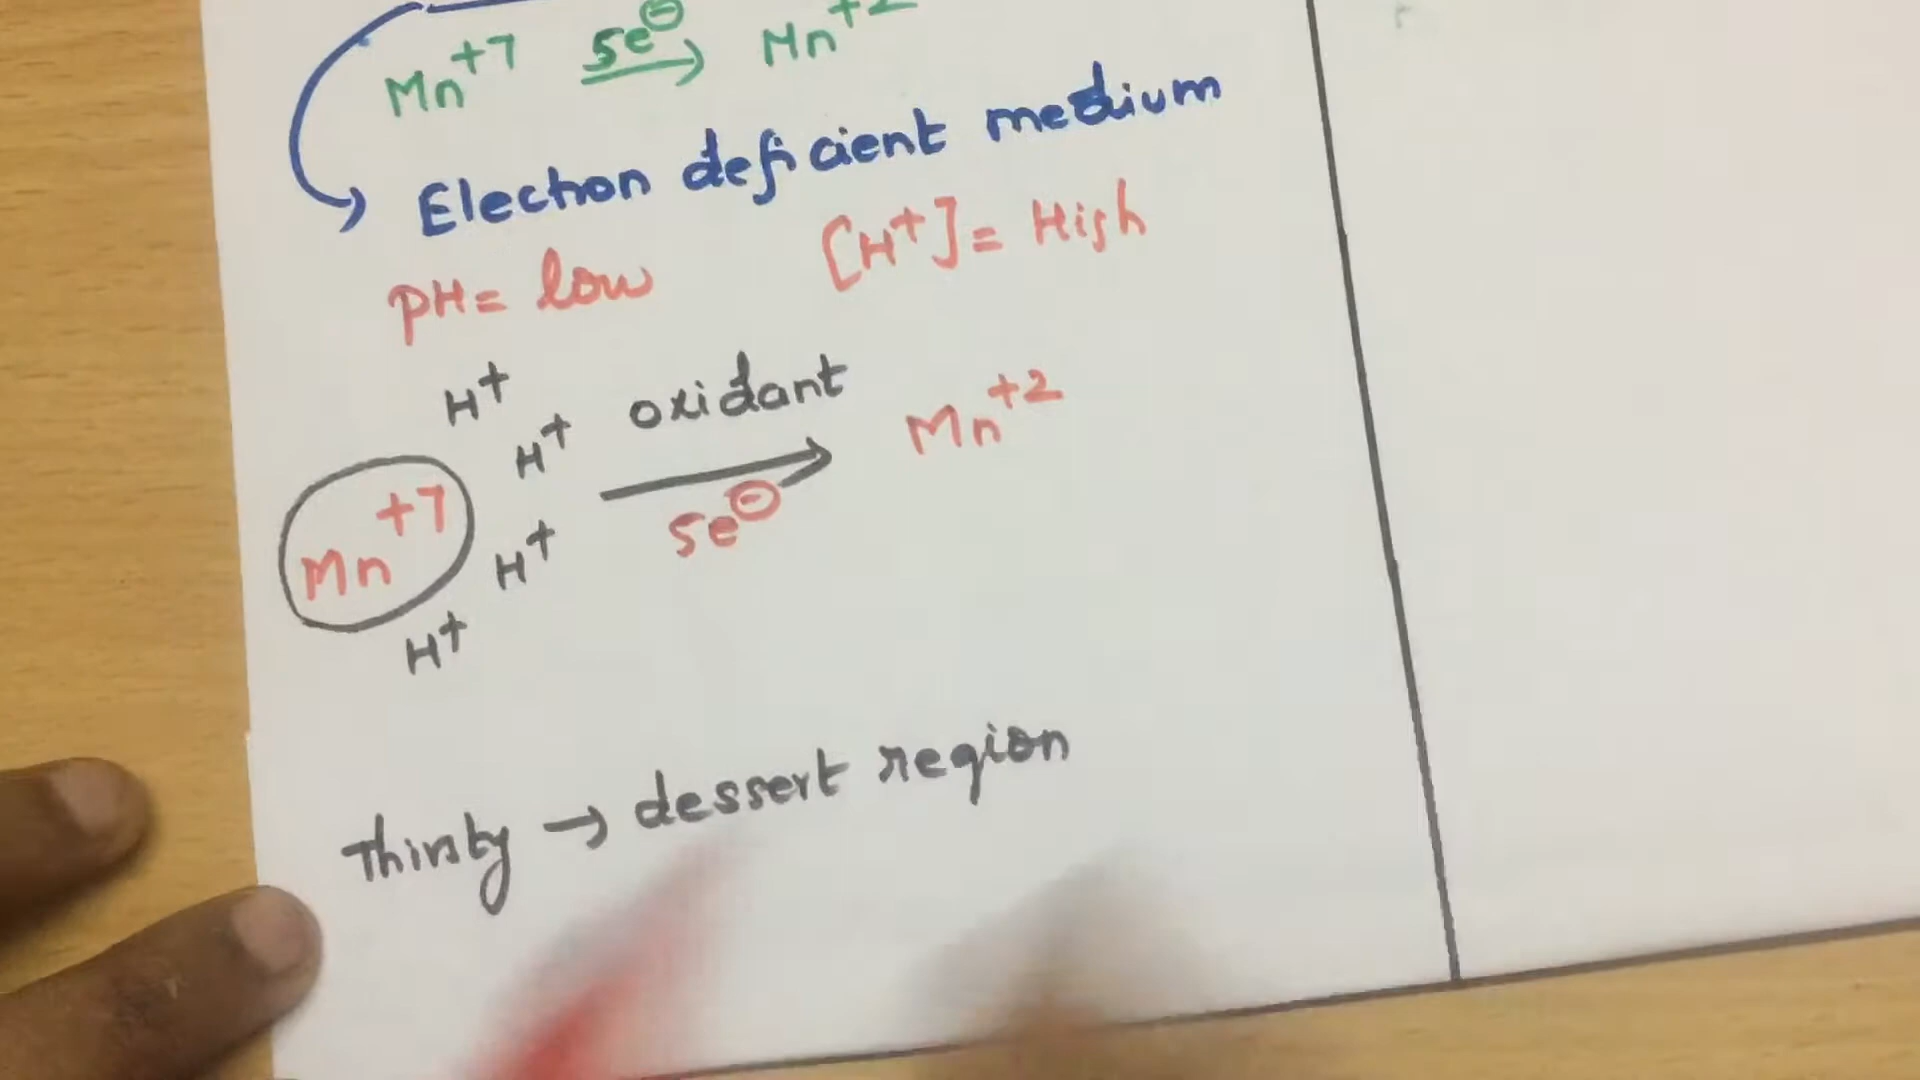 Mn+7 5e⊖ → Mn+2
Electron deficient medium
pH= low [H+]= High
H+
H+ oxidant
Mn+7 → Mn+2
5e⊖
H+
H+
Thirsty → dessert region